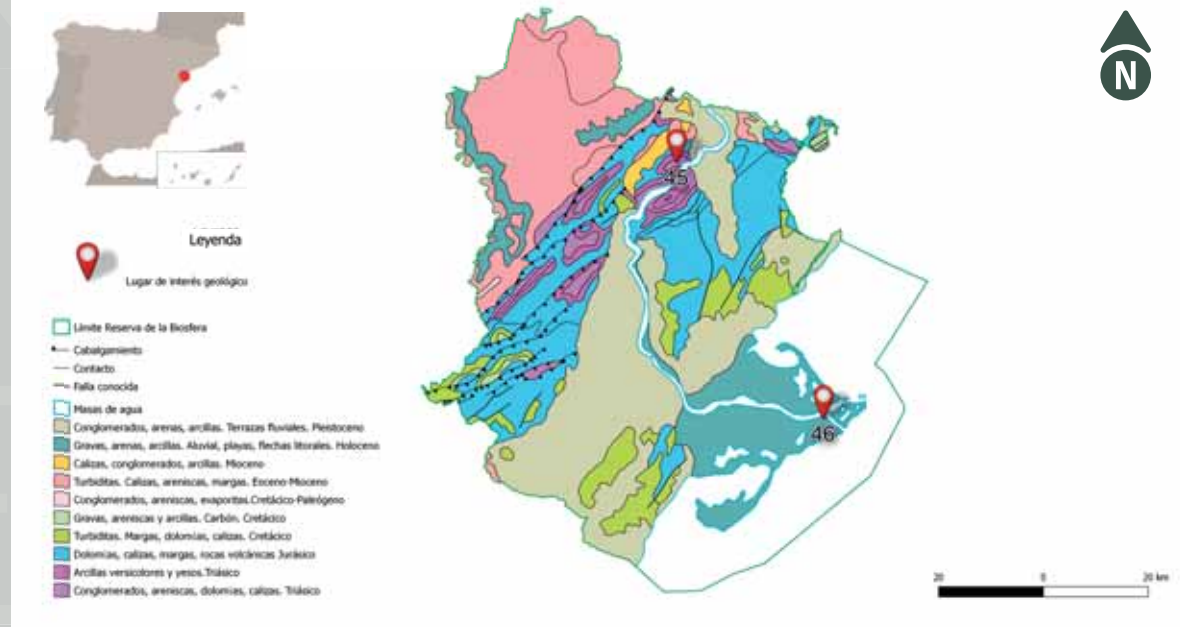 N
Leyenda
Lugar de interés geológico
Límite Reserva de la Biosfera
Cabalgamiento
Contacto
Falla conocida
Masas de agua
Conglomerados, arenas, arcillas. Terrazas fluviales. Pleistoceno
Gravas, arenas, arcillas. Aluvial, playas, flechas litorales. Holoceno
Calizas, conglomerados, arcillas. Mioceno
Turbiditas. Calizas, areniscas, margas. Eoceno-Mioceno
Conglomerados, areniscas, evaporitas.Cretácico-Paleógeno
Gravas, areniscas y arcillas. Carbón. Cretácico
Turbiditas. Margas, dolomías, calizas. Cretácico
Dolomías, calizas, margas, rocas volcánicas Jurásico
Arcillas versicolores y yesos.Triásico
Conglomerados, areniscas, dolomías, calizas. Triásico
45
46
20 0 20 km